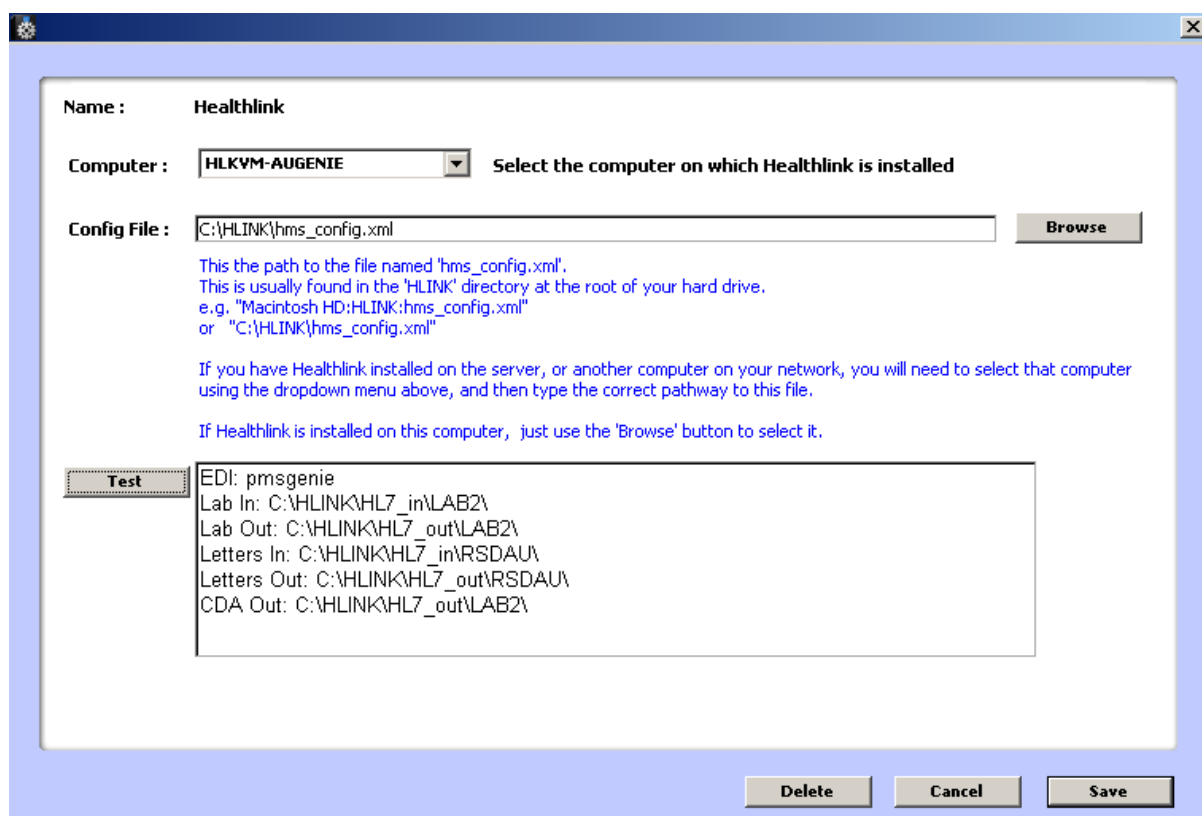 Name : Healthlink
Computer : HLKVM-AUGENIE Select the computer on which Healthlink is installed
Config File : C:\HLINK\hms_config.xml Browse
This the path to the file named 'hms_config.xml'.
This is usually found in the 'HLINK' directory at the root of your hard drive.
e.g. "Macintosh HD:HLINK:hms_config.xml"
or "C:\HLINK\hms_config.xml"
If you have Healthlink installed on the server, or another computer on your network, you will need to select that computer
using the dropdown menu above, and then type the correct pathway to this file.
If Healthlink is installed on this computer, just use the 'Browse' button to select it.
Test
EDI: pmsgenie
Lab In: C:\HLINK\HL7_in\LAB2\
Lab Out: C:\HLINK\HL7_out\LAB2\
Letters In: C:\HLINK\HL7_in\RSDAU\
Letters Out: C:\HLINK\HL7_out\RSDAU\
CDA Out: C:\HLINK\HL7_out\LAB2\
Delete Cancel Save